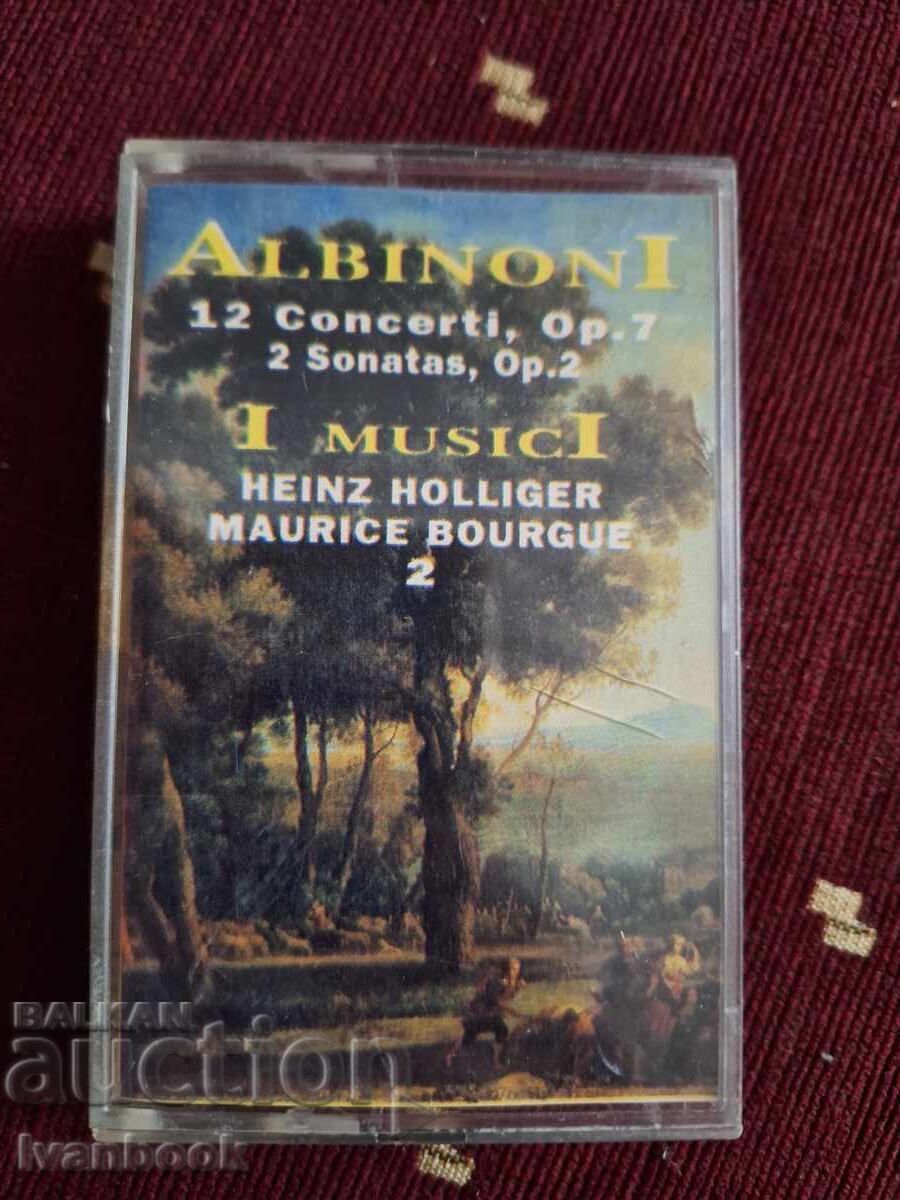 ALBINONI
12 Concerti, Op.7
2 Sonatas, Op.2
I MUSICI
HEINZ HOLLIGER
MAURICE BOURGUE
2
BALKAN
auction
Ivanbook